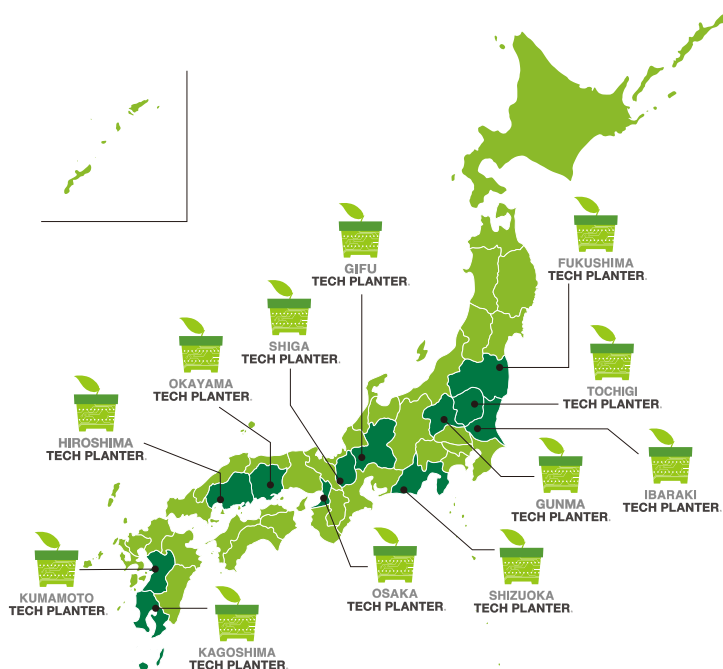 GIFU
TECH PLANTER.
FUKUSHIMA
TECH PLANTER.
SHIGA
TECH PLANTER.
OKAYAMA
TECH PLANTER.
TOCHIGI
TECH PLANTER.
HIROSHIMA
TECH PLANTER.
IBARAKI
TECH PLANTER.
GUNMA
TECH PLANTER.
KUMAMOTO
TECH PLANTER.
OSAKA
TECH PLANTER.
SHIZUOKA
TECH PLANTER.
KAGOSHIMA
TECH PLANTER.